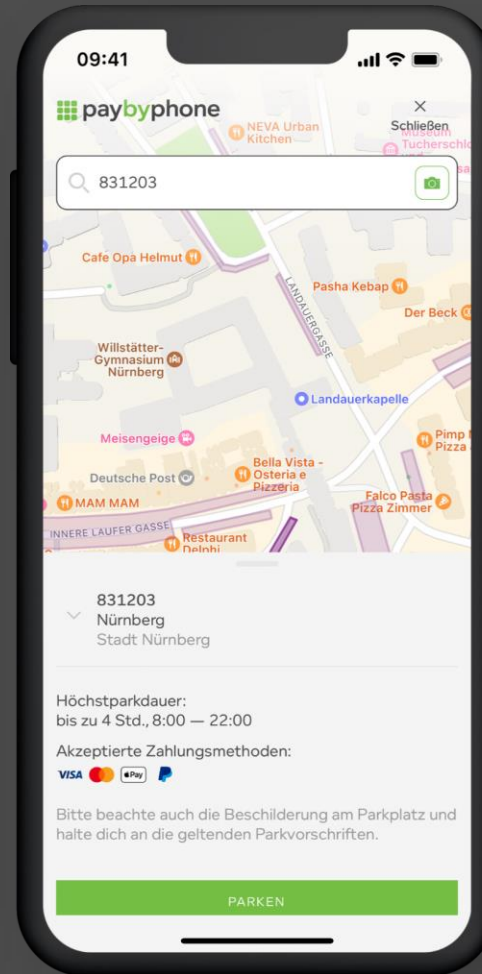 09:41
paybyphone
Schließen
NEVA Urban
Kitchen
Museum
831203
Cafe Opa Helmut
LANDAUERGASSE
Pasha Kebap
Der Beck
Willstätter-
Gymnasium
Nürnberg
Landauerkapelle
Meisengeige
Pimp
Pizza
Bella Vista -
Osteria e
Pizzeria
Deutsche Post
MAM MAM
Falco Pasta
Pizza Zimmer
INNERE LAUFER GASSE
Restaurant
Delphi
831203
Nürnberg
Stadt Nürnberg
Höchstparkdauer:
bis zu 4 Std., 8:00 — 22:00
Akzeptierte Zahlungsmethoden:
VISA Pay
Bitte beachte auch die Beschilderung am Parkplatz und
halte dich an die geltenden Parkvorschriften.
PARKEN